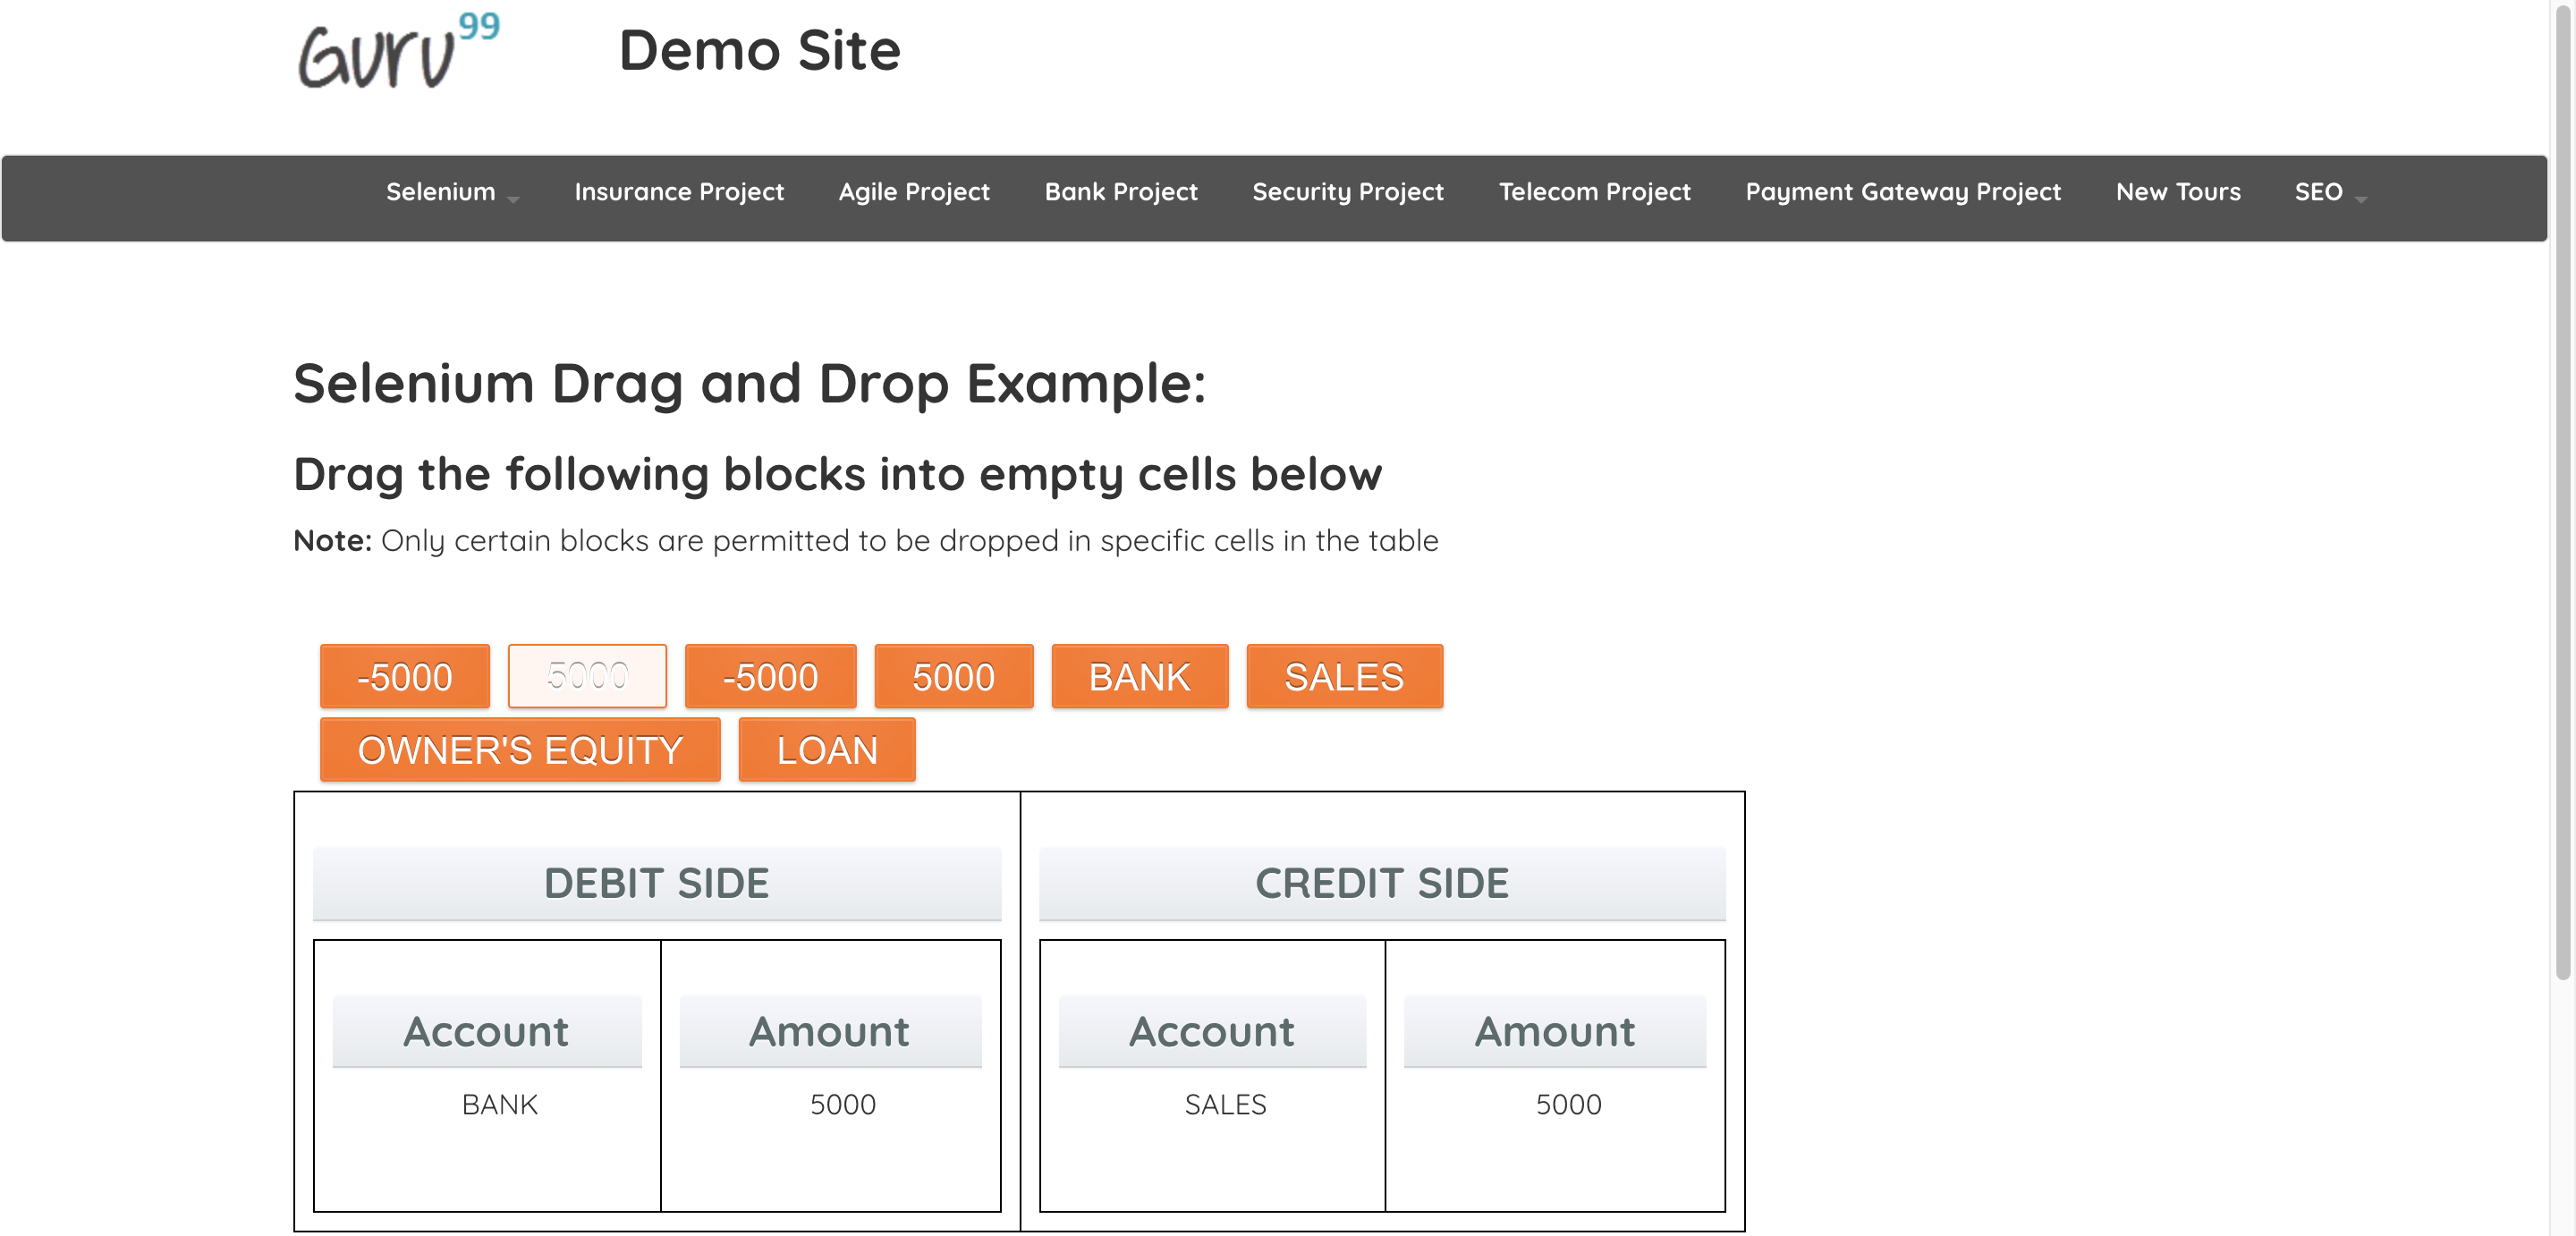 Guru99 Demo Site
Selenium Insurance Project Agile Project Bank Project Security Project Telecom Project Payment Gateway Project New Tours SEO
Selenium Drag and Drop Example:
Drag the following blocks into empty cells below
Note: Only certain blocks are permitted to be dropped in specific cells in the table
-5000 5000 -5000 5000 BANK SALES
OWNER'S EQUITY LOAN
DEBIT SIDE CREDIT SIDE
Account Amount Account Amount
BANK 5000 SALES 5000